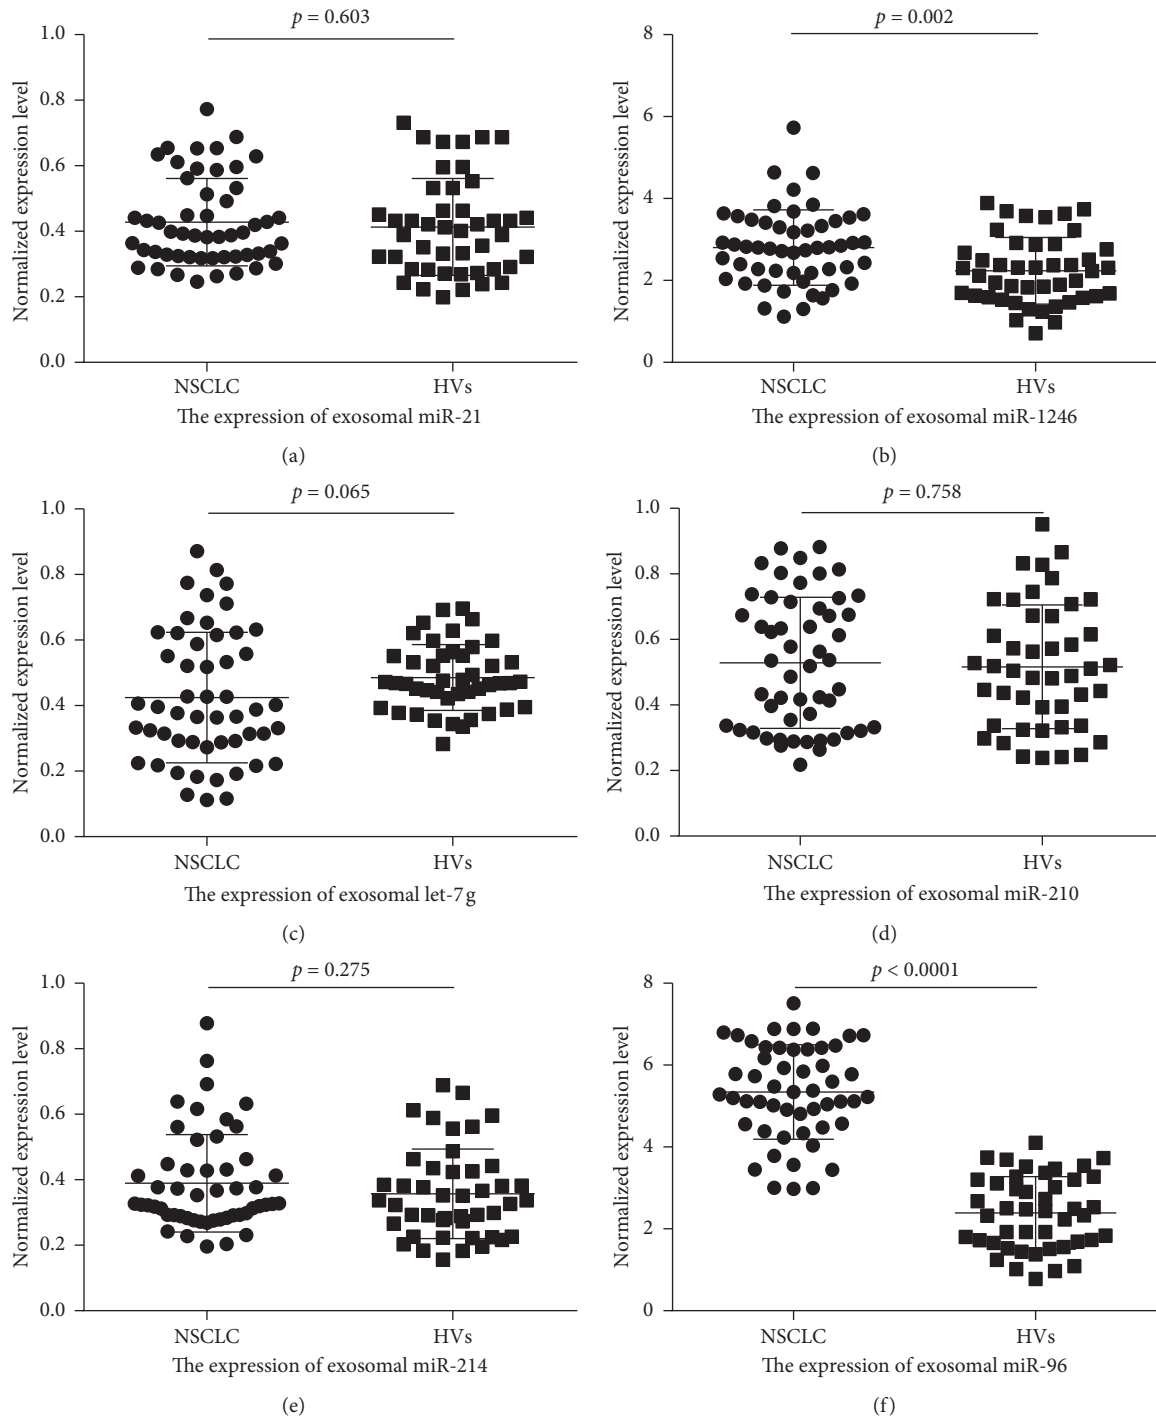 p = 0.603
1.0
0.8
0.6
0.4
0.2
0.0
Normalized expression level
NSCLC HVs
The expression of exosomal miR-21
(a)
p = 0.002
8
6
4
2
0
Normalized expression level
NSCLC HVs
The expression of exosomal miR-1246
(b)
p = 0.065
1.0
0.8
0.6
0.4
0.2
0.0
Normalized expression level
NSCLC HVs
The expression of exosomal let-7g
(c)
p = 0.758
1.0
0.8
0.6
0.4
0.2
0.0
Normalized expression level
NSCLC HVs
The expression of exosomal miR-210
(d)
p = 0.275
1.0
0.8
0.6
0.4
0.2
0.0
Normalized expression level
NSCLC HVs
The expression of exosomal miR-214
(e)
p < 0.0001
8
6
4
2
0
Normalized expression level
NSCLC HVs
The expression of exosomal miR-96
(f)